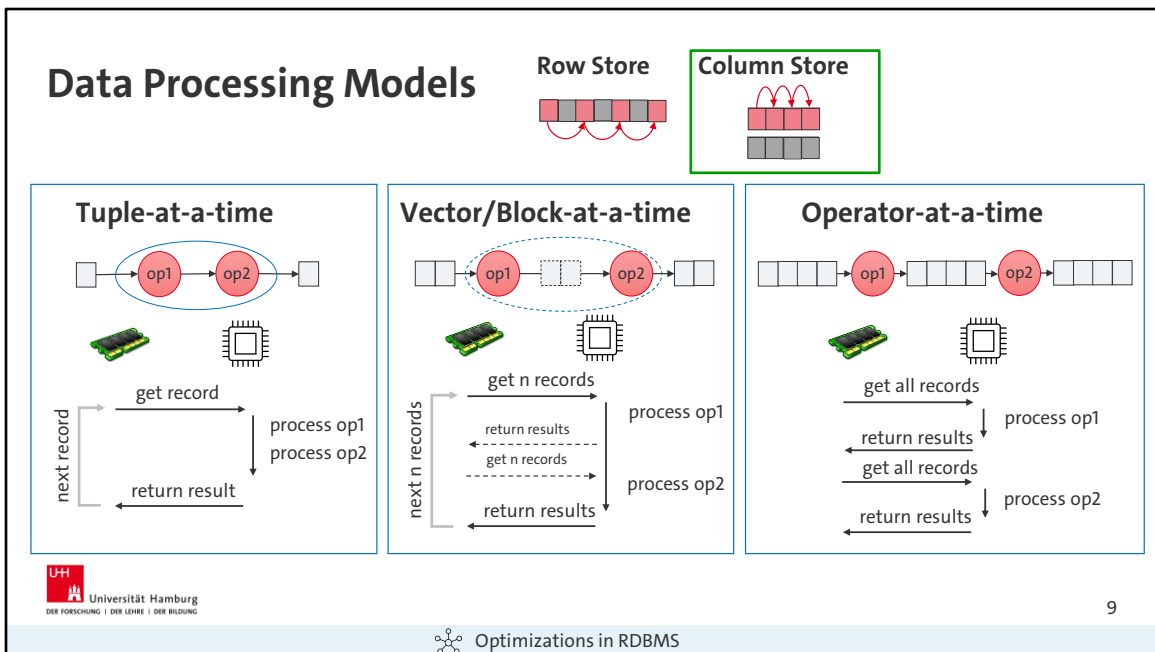 Data Processing Models
Row Store
Column Store
Tuple-at-a-time
op1
op2
get record
process op1
process op2
next record
return result
Vector/Block-at-a-time
op1
op2
get n records
process op1
return results
get n records
next n records
process op2
return results
Operator-at-a-time
op1
op2
get all records
process op1
return results
get all records
process op2
return results
UH
Universität Hamburg
DER FORSCHUNG | DER LEHRE | DER BILDUNG
9
Optimizations in RDBMS